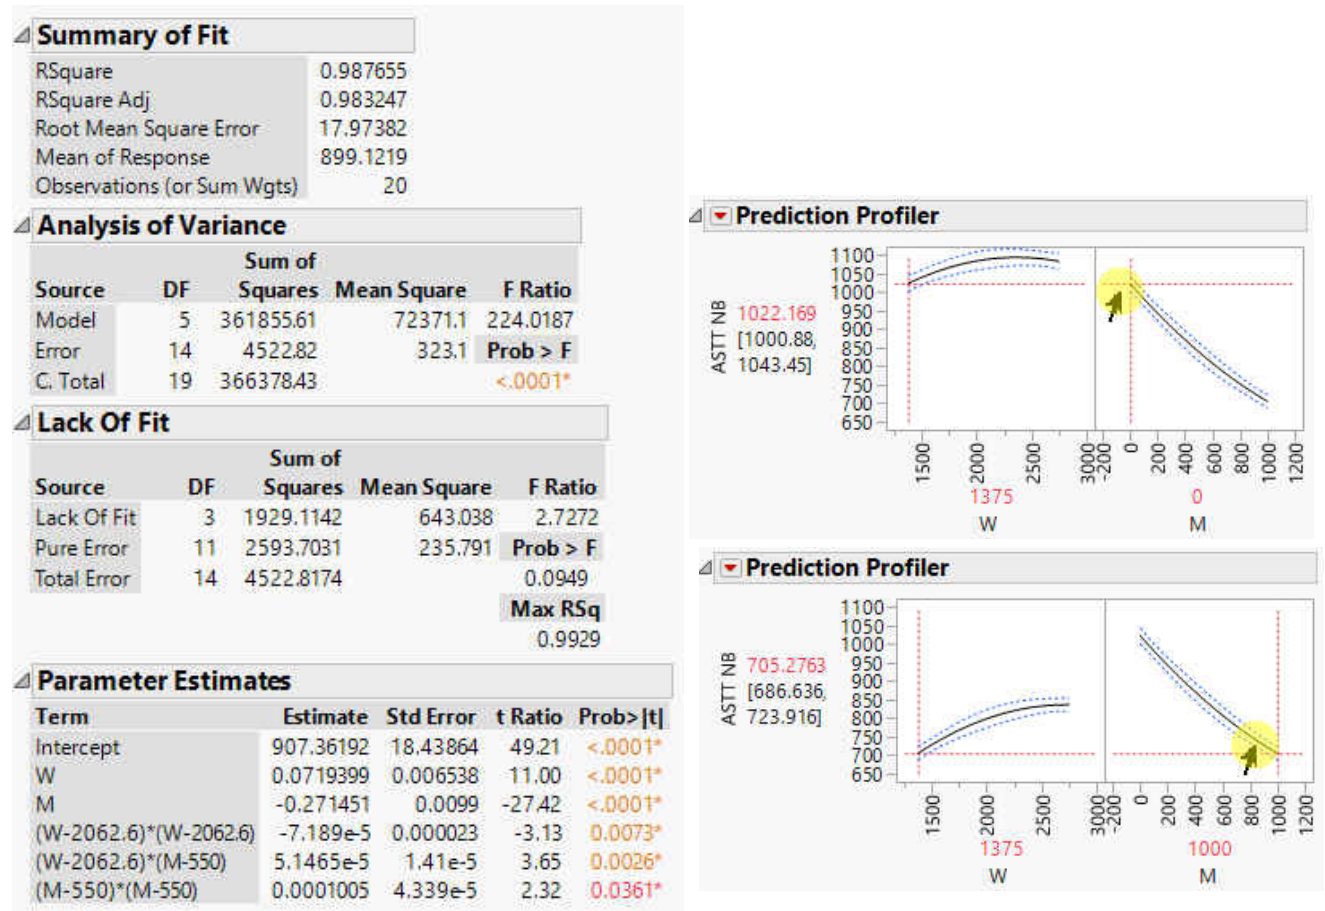 Summary of Fit
RSquare 0.987655
RSquare Adj 0.983247
Root Mean Square Error 17.97382
Mean of Response 899.1219
Observations (or Sum Wgts) 20
Analysis of Variance
Sum of
Source DF Squares Mean Square F Ratio
Model 5 361855.61 72371.1 224.0187
Error 14 4522.82 323.1 Prob > F
C. Total 19 366378.43 <.0001*
Lack Of Fit
Sum of
Source DF Squares Mean Square F Ratio
Lack Of Fit 3 1929.1142 643.038 2.7272
Pure Error 11 2593.7031 235.791 Prob > F
Total Error 14 4522.8174 0.0949
Max RSq
0.9929
Parameter Estimates
Term Estimate Std Error t Ratio Prob>|t|
Intercept 907.36192 18.43864 49.21 <.0001*
W 0.0719399 0.006538 11.00 <.0001*
M -0.271451 0.0099 -27.42 <.0001*
(W-2062.6)*(W-2062.6) -7.189e-5 0.000023 -3.13 0.0073*
(W-2062.6)*(M-550) 5.1465e-5 1.41e-5 3.65 0.0026*
(M-550)*(M-550) 0.0001005 4.339e-5 2.32 0.0361*
Prediction Profiler
1100
1050
1000
950
900
850
800
750
700
650
ASTT NB
1022.169
[1000.88,
1043.45]
1500
2000
2500
3000
-200
0
200
400
600
800
1000
1200
1375 0
W M
Prediction Profiler
1100
1050
1000
950
900
850
800
750
700
650
ASTT NB
705.2763
[686.636,
723.916]
1500
2000
2500
3000
-200
0
200
400
600
800
1000
1200
1375 1000
W M